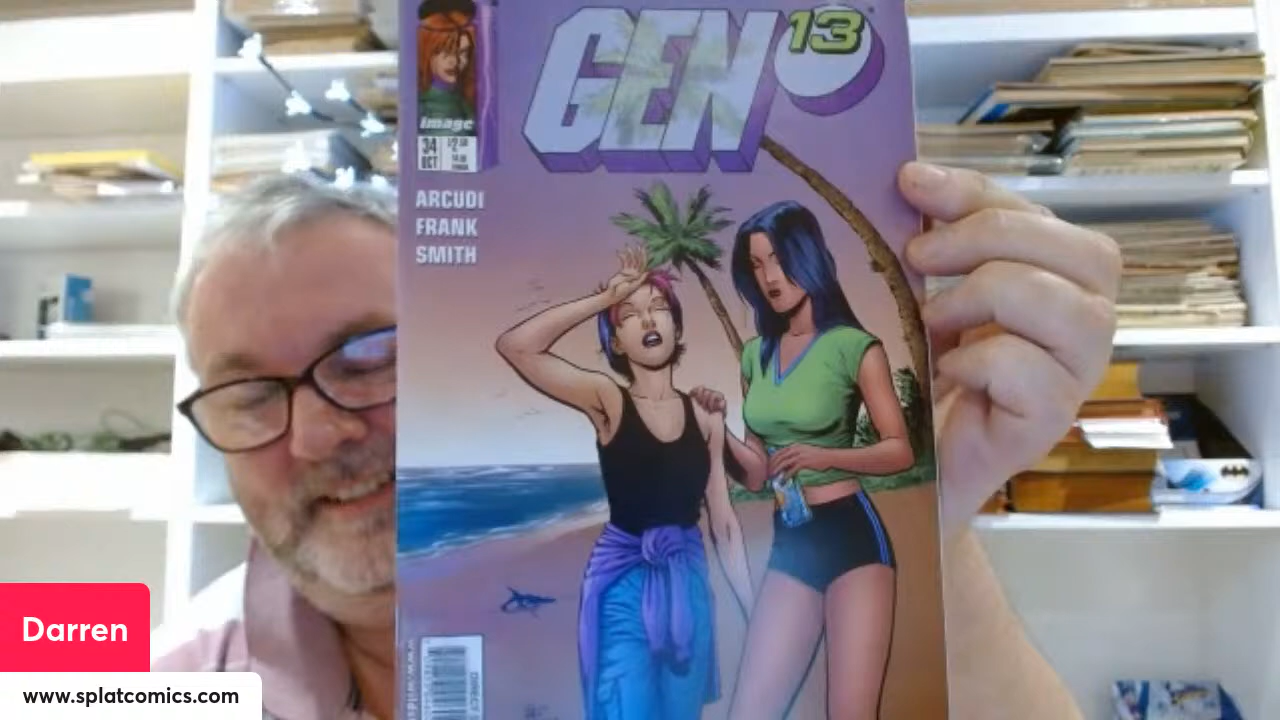 GEN 13
image
34
OCT
ARCUDI
FRANK
SMITH
Darren
www.splatcomics.com